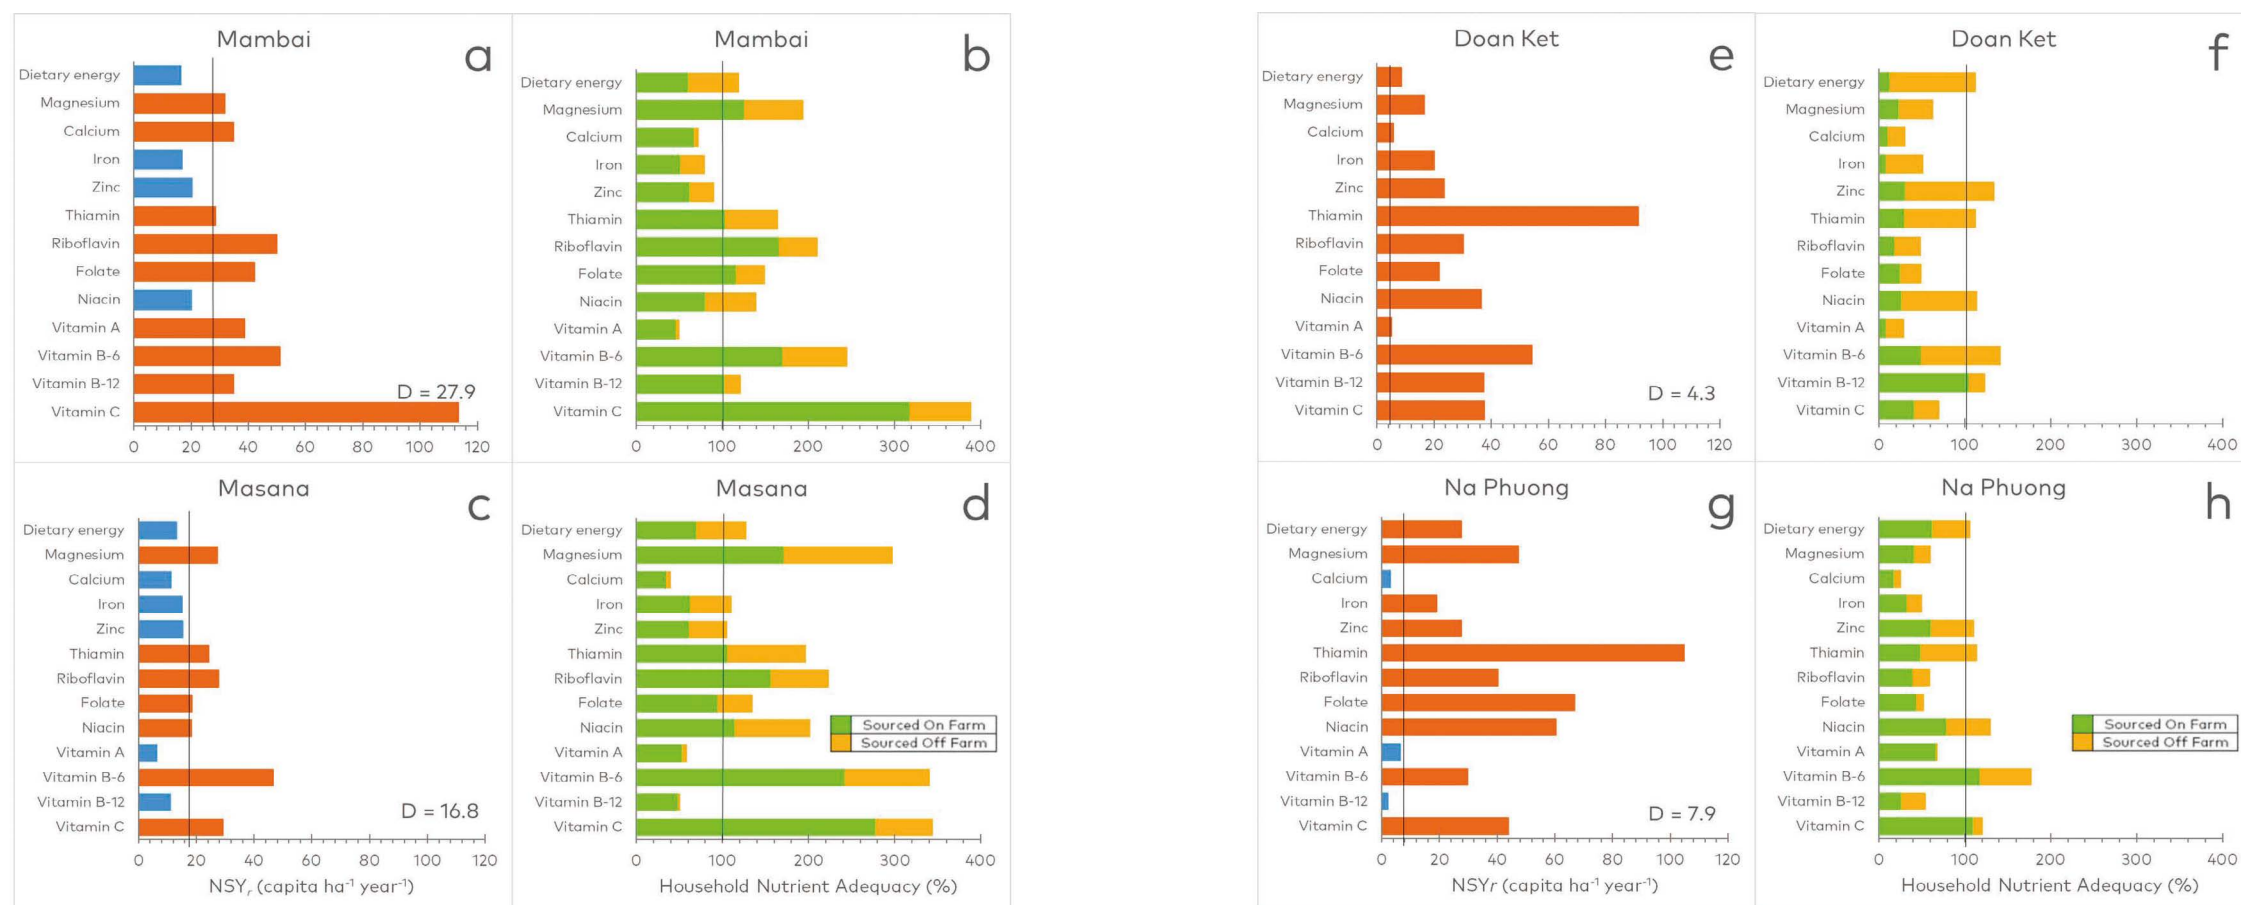 Mambai
a
Dietary energy
Magnesium
Calcium
Iron
Zinc
Thiamin
Riboflavin
Folate
Niacin
Vitamin A
Vitamin B-6
Vitamin B-12
Vitamin C
D = 27.9
0 20 40 60 80 100 120
Mambai
b
Dietary energy
Magnesium
Calcium
Iron
Zinc
Thiamin
Riboflavin
Folate
Niacin
Vitamin A
Vitamin B-6
Vitamin B-12
Vitamin C
0 100 200 300 400
Masana
c
Dietary energy
Magnesium
Calcium
Iron
Zinc
Thiamin
Riboflavin
Folate
Niacin
Vitamin A
Vitamin B-6
Vitamin B-12
Vitamin C
D = 16.8
0 20 40 60 80 100 120
NSYr (capita ha⁻¹ year⁻¹)
Masana
d
Dietary energy
Magnesium
Calcium
Iron
Zinc
Thiamin
Riboflavin
Folate
Niacin
Vitamin A
Vitamin B-6
Vitamin B-12
Vitamin C
Sourced On Farm
Sourced Off Farm
0 100 200 300 400
Household Nutrient Adequacy (%)
Doan Ket
e
Dietary energy
Magnesium
Calcium
Iron
Zinc
Thiamin
Riboflavin
Folate
Niacin
Vitamin A
Vitamin B-6
Vitamin B-12
Vitamin C
D = 4.3
0 20 40 60 80 100 120
Doan Ket
f
Dietary energy
Magnesium
Calcium
Iron
Zinc
Thiamin
Riboflavin
Folate
Niacin
Vitamin A
Vitamin B-6
Vitamin B-12
Vitamin C
0 100 200 300 400
Na Phuong
g
Dietary energy
Magnesium
Calcium
Iron
Zinc
Thiamin
Riboflavin
Folate
Niacin
Vitamin A
Vitamin B-6
Vitamin B-12
Vitamin C
D = 7.9
0 20 40 60 80 100 120
NSYr (capita ha⁻¹ year⁻¹)
Na Phuong
h
Dietary energy
Magnesium
Calcium
Iron
Zinc
Thiamin
Riboflavin
Folate
Niacin
Vitamin A
Vitamin B-6
Vitamin B-12
Vitamin C
Sourced On Farm
Sourced Off Farm
0 100 200 300 400
Household Nutrient Adequacy (%)